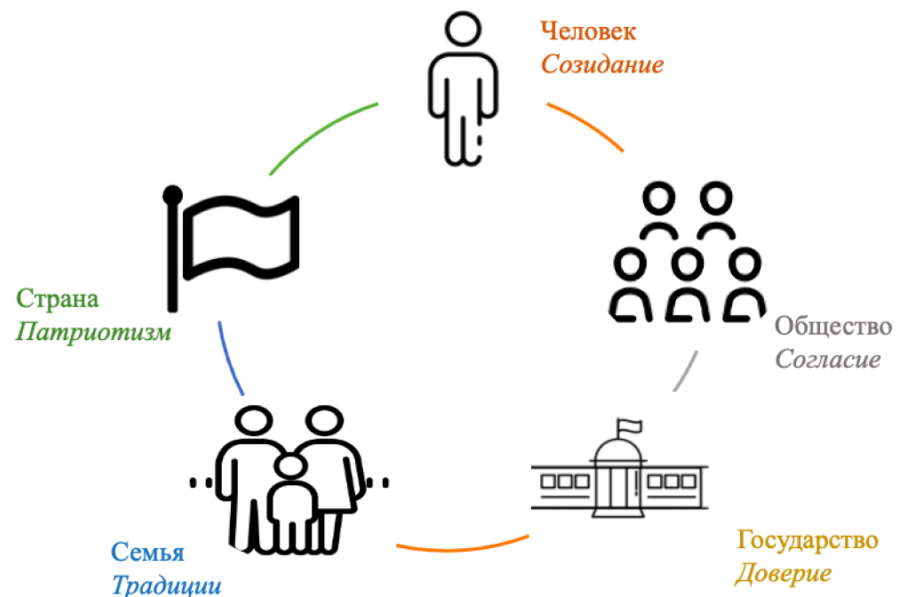 Человек
Созидание
Страна
Патриотизм
Общество
Согласие
Семья
Традиции
Государство
Доверие